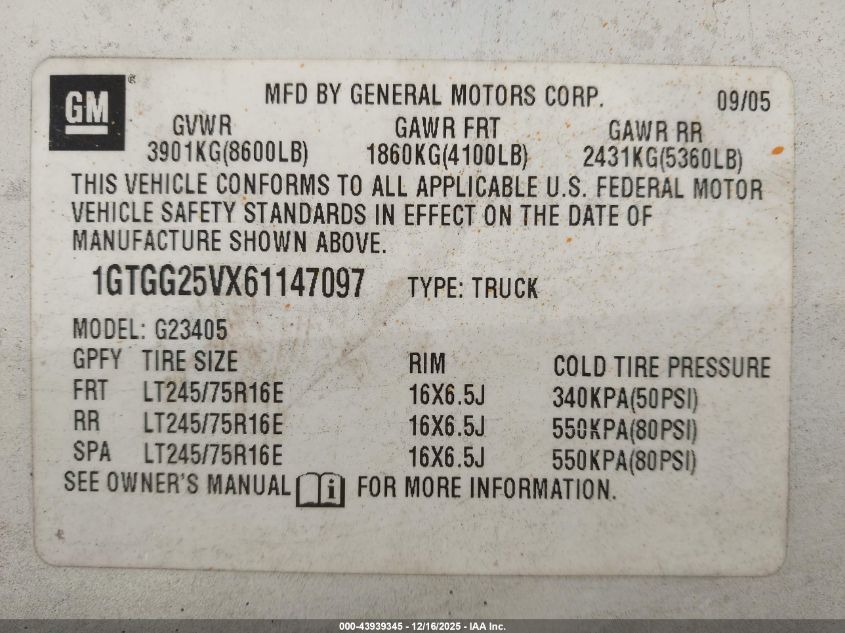 GM ®
MFD BY GENERAL MOTORS CORP. 09/05
GVWR GAWR FRT GAWR RR
3901KG(8600LB) 1860KG(4100LB) 2431KG(5360LB)
THIS VEHICLE CONFORMS TO ALL APPLICABLE U.S. FEDERAL MOTOR
VEHICLE SAFETY STANDARDS IN EFFECT ON THE DATE OF
MANUFACTURE SHOWN ABOVE.
1GTGG25VX61147097 TYPE: TRUCK
MODEL: G23405
GPFY TIRE SIZE RIM COLD TIRE PRESSURE
FRT LT245/75R16E 16X6.5J 340KPA(50PSI)
RR LT245/75R16E 16X6.5J 550KPA(80PSI)
SPA LT245/75R16E 16X6.5J 550KPA(80PSI)
SEE OWNER'S MANUAL i FOR MORE INFORMATION.
000-43939345 - 12/16/2025 - IAA Inc.